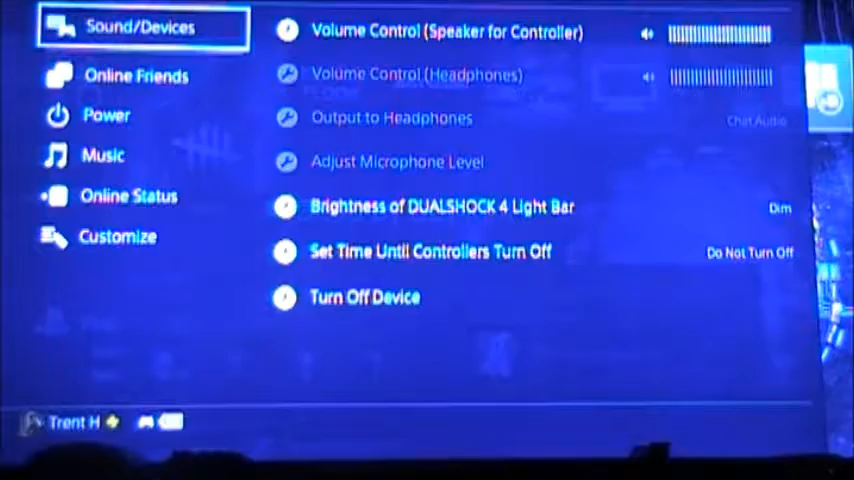 Sound/Devices
Online Friends
Power
Music
Online Status
Customize
Volume Control (Speaker for Controller)
Volume Control (Headphones)
Output to Headphones Chat Audio
Adjust Microphone Level
Brightness of DUALSHOCK 4 Light Bar Dim
Set Time Until Controllers Turn Off Do Not Turn Off
Turn Off Device
Trent H